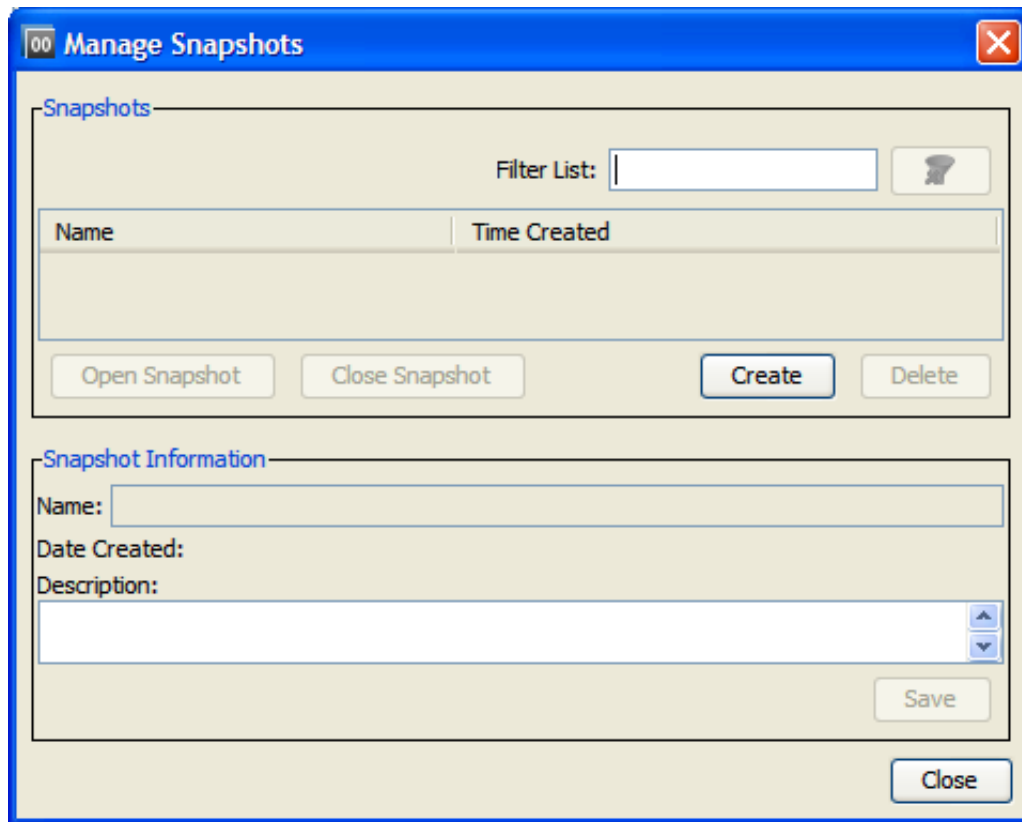 00 Manage Snapshots
Snapshots
Filter List:
Name Time Created
Open Snapshot Close Snapshot Create Delete
Snapshot Information
Name:
Date Created:
Description:
Save
Close